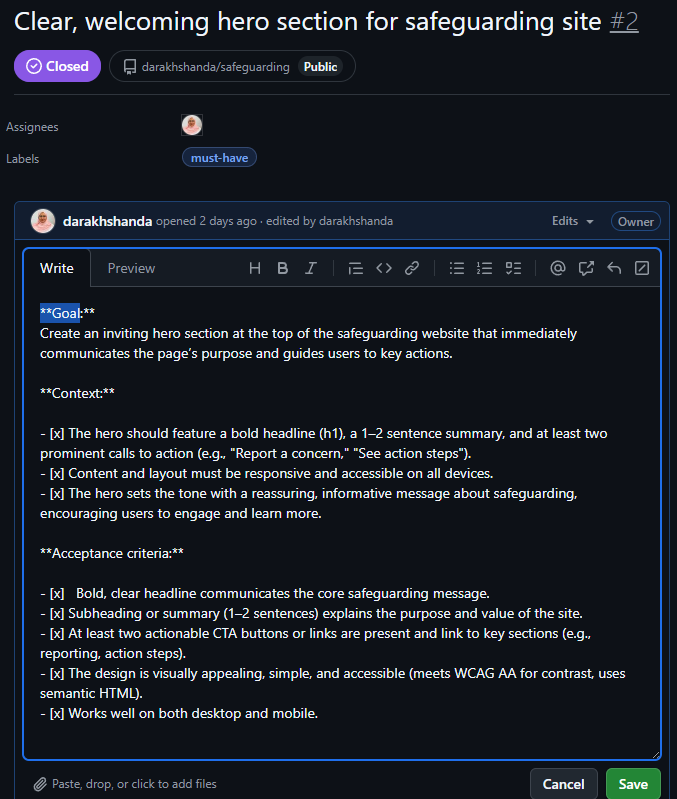 Clear, welcoming hero section for safeguarding site #2
Closed
darakhshanda/safeguarding Public
Assignees
Labels
must-have
darakhshanda opened 2 days ago · edited by darakhshanda
Edits
Owner
Write
Preview
**Goal:**
Create an inviting hero section at the top of the safeguarding website that immediately
communicates the page’s purpose and guides users to key actions.
**Context:**
- [x] The hero should feature a bold headline (h1), a 1–2 sentence summary, and at least two
prominent calls to action (e.g., "Report a concern," "See action steps").
- [x] Content and layout must be responsive and accessible on all devices.
- [x] The hero sets the tone with a reassuring, informative message about safeguarding,
encouraging users to engage and learn more.
**Acceptance criteria:**
- [x]   Bold, clear headline communicates the core safeguarding message.
- [x] Subheading or summary (1–2 sentences) explains the purpose and value of the site.
- [x] At least two actionable CTA buttons or links are present and link to key sections (e.g.,
reporting, action steps).
- [x] The design is visually appealing, simple, and accessible (meets WCAG AA for contrast, uses
semantic HTML).
- [x] Works well on both desktop and mobile.
Paste, drop, or click to add files
Cancel
Save